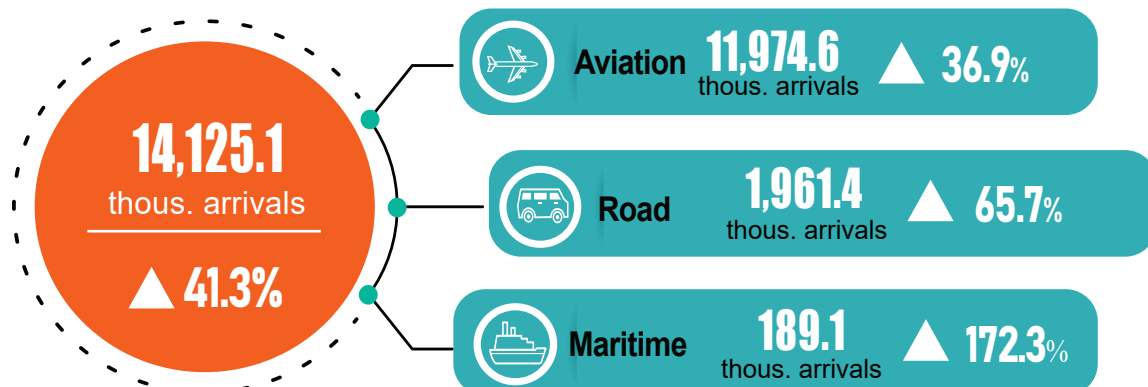 14,125.1
thous. arrivals
▲ 41.3%
Aviation 11,974.6 ▲ 36.9%
thous. arrivals
Road 1,961.4 ▲ 65.7%
thous. arrivals
Maritime 189.1 ▲ 172.3%
thous. arrivals